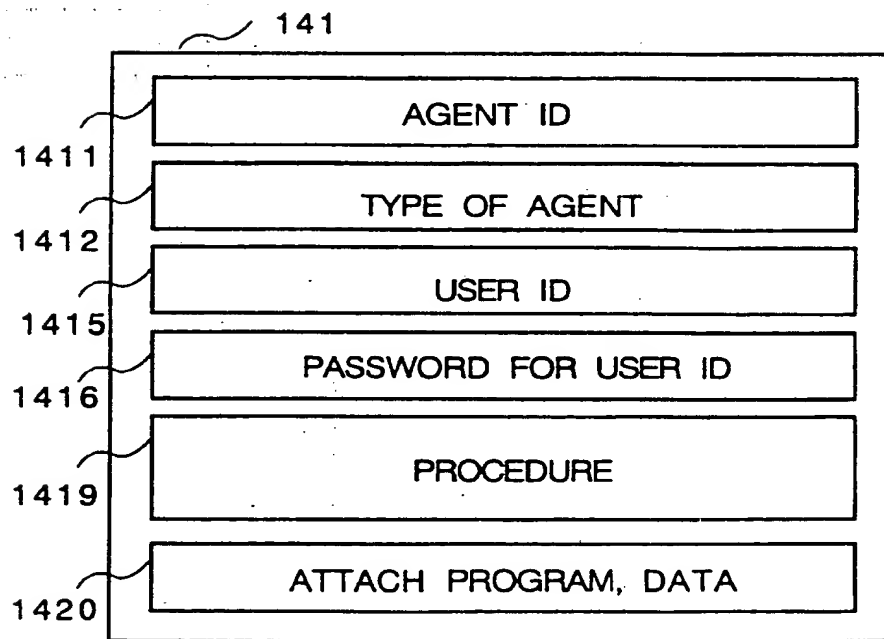 141
AGENT ID
1411
TYPE OF AGENT
1412
USER ID
1415
PASSWORD FOR USER ID
1416
PROCEDURE
1419
ATTACH PROGRAM, DATA
1420